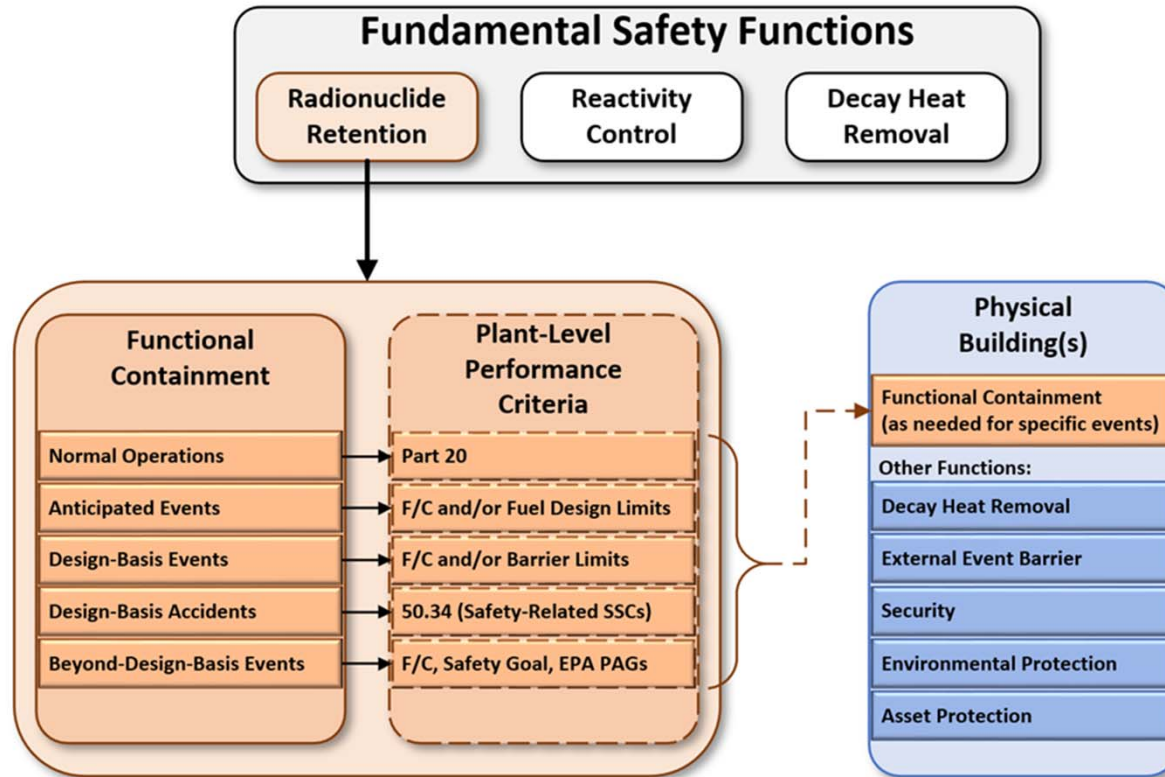 Fundamental Safety Functions
Radionuclide
Retention
Reactivity
Control
Decay Heat
Removal
Functional
Containment
Normal Operations
Anticipated Events
Design-Basis Events
Design-Basis Accidents
Beyond-Design-Basis Events
Plant-Level
Performance
Criteria
Part 20
F/C and/or Fuel Design Limits
F/C and/or Barrier Limits
50.34 (Safety-Related SSCs)
F/C, Safety Goal, EPA PAGs
Physical
Building(s)
Functional Containment
(as needed for specific events)
Other Functions:
Decay Heat Removal
External Event Barrier
Security
Environmental Protection
Asset Protection